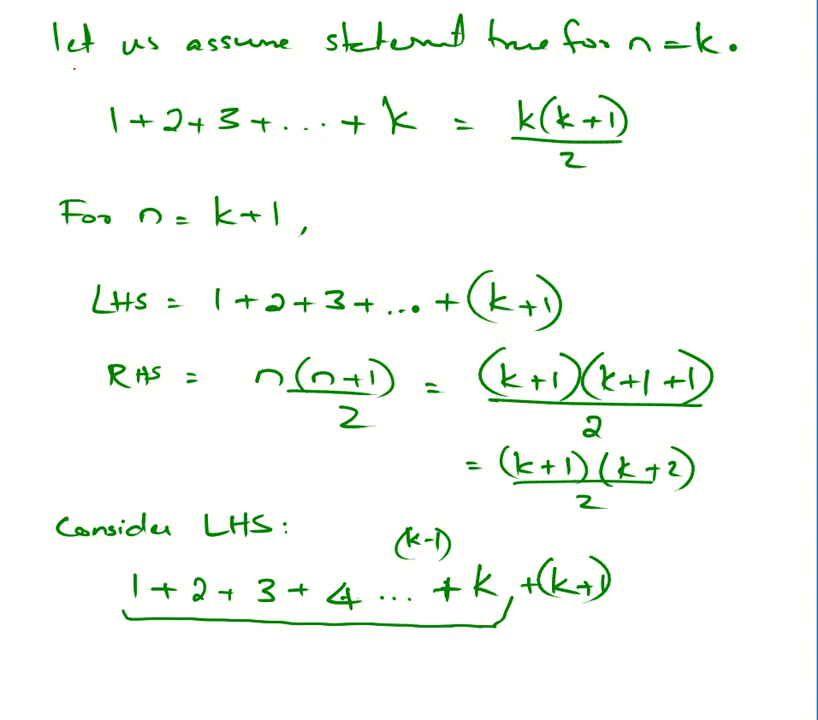 let us assume statemnt true for n = k.
1 + 2 + 3 + ... + k = k(k+1)/2
For n = k+1,
LHS = 1 + 2 + 3 + ... + (k+1)
RHS = n(n+1)/2 = (k+1)(k+1+1)/2
= (k+1)(k+2)/2
Consider LHS:
(k-1)
1 + 2 + 3 + 4 ... + k, +(k+1)